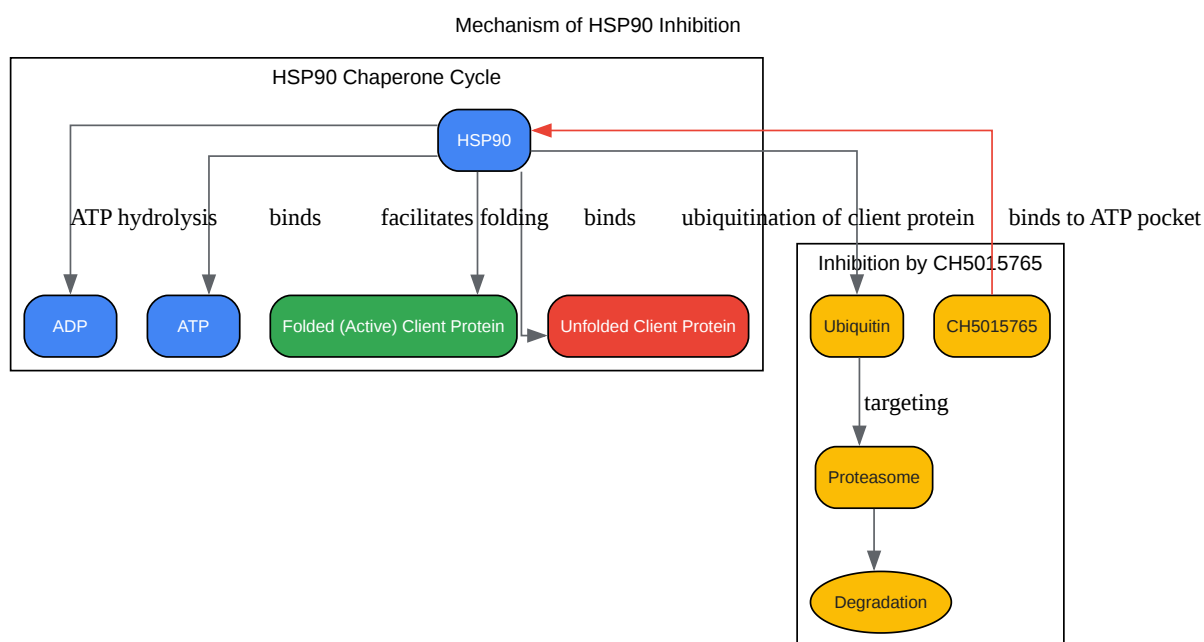 Mechanism of HSP90 Inhibition
HSP90 Chaperone Cycle
HSP90
ATP hydrolysis
binds
facilitates folding
binds
ubiquitination of client protein
binds to ATP pocket
Inhibition by CH5015765
ADP
ATP
Folded (Active) Client Protein
Unfolded Client Protein
Ubiquitin
CH5015765
targeting
Proteasome
Degradation